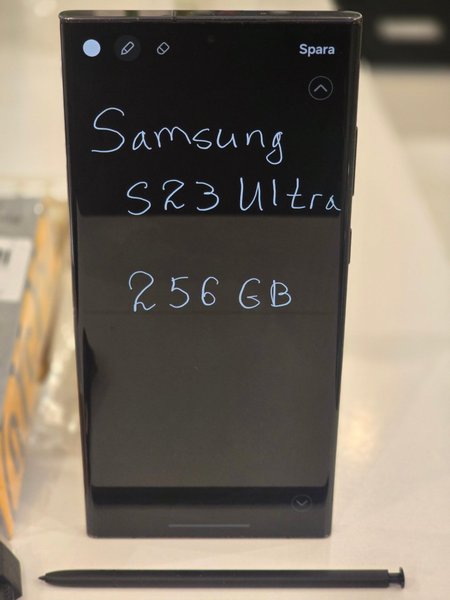 Spara
Samsung
S23 Ultra
256 GB